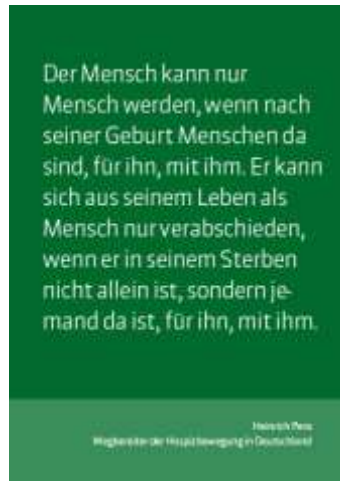 Der Mensch kann nur
Mensch werden, wenn nach
seiner Geburt Menschen da
sind, für ihn, mit ihm. Er kann
sich aus seinem Leben als
Mensch nur verabschieden,
wenn er in seinem Sterben
nicht allein ist, sondern je-
mand da ist, für ihn, mit ihm.
Heinrich Pera
Wegbereiter der Hospizbewegung in Deutschland